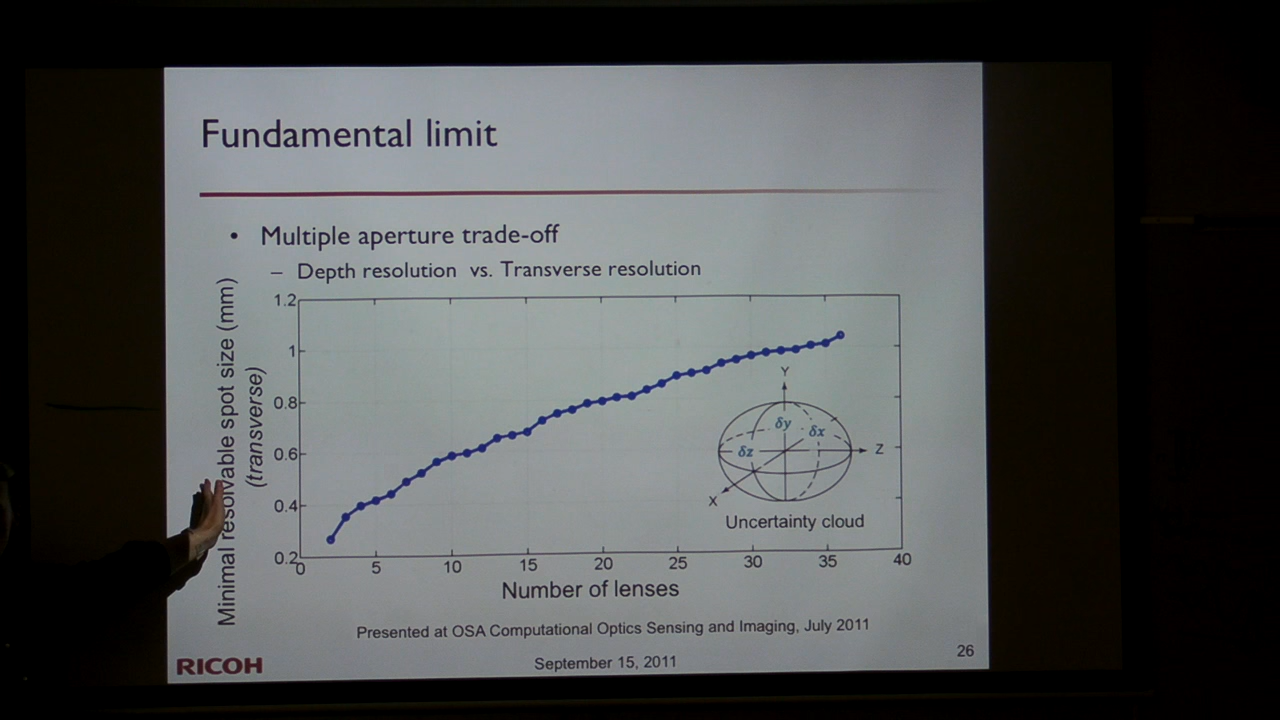 Fundamental limit
• Multiple aperture trade-off
– Depth resolution vs. Transverse resolution
Minimal resolvable spot size (mm)
(transverse)
1.2
1
0.8
0.6
0.4
0.2
0 5 10 15 20 25 30 35 40
Number of lenses
Y
δy
δx
δz
Z
X
Uncertainty cloud
Presented at OSA Computational Optics Sensing and Imaging, July 2011
RICOH
September 15, 2011
26